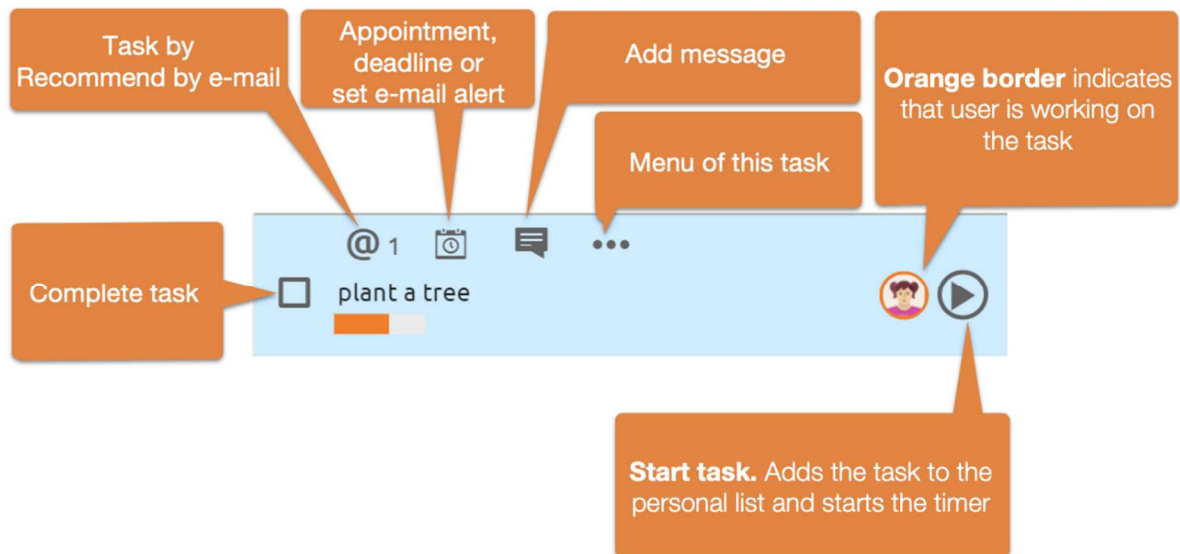 Task by
Recommend by e-mail
Appointment,
deadline or
set e-mail alert
Add message
Orange border indicates
that user is working on
the task
Menu of this task
@ 1
Complete task
plant a tree
Start task. Adds the task to the
personal list and starts the timer